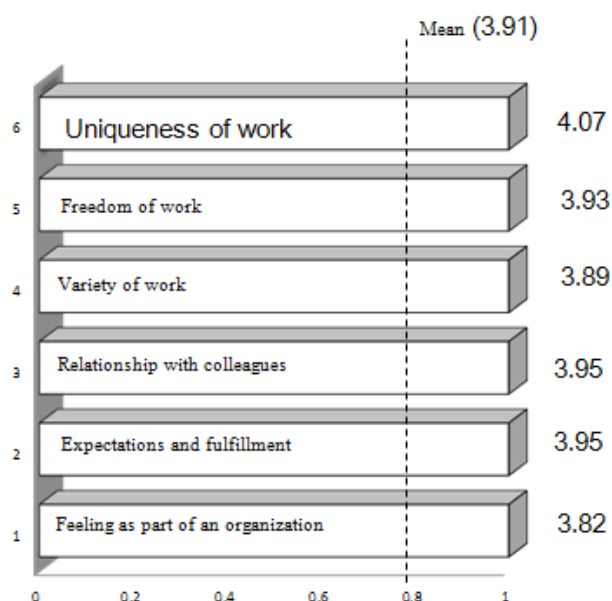 Mean (3.91)
6 Uniqueness of work 4.07
5 Freedom of work 3.93
4 Variety of work 3.89
3 Relationship with colleagues 3.95
2 Expectations and fulfillment 3.95
1 Feeling as part of an organization 3.82
0 0.2 0.4 0.6 0.8 1